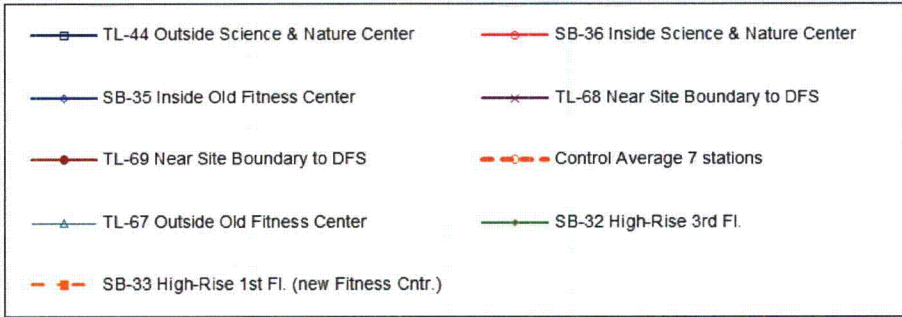 TL-44 Outside Science & Nature Center
SB-36 Inside Science & Nature Center
SB-35 Inside Old Fitness Center
TL-68 Near Site Boundary to DFS
TL-69 Near Site Boundary to DFS
Control Average 7 stations
TL-67 Outside Old Fitness Center
SB-32 High-Rise 3rd Fl.
SB-33 High-Rise 1st Fl. (new Fitness Cntr.)